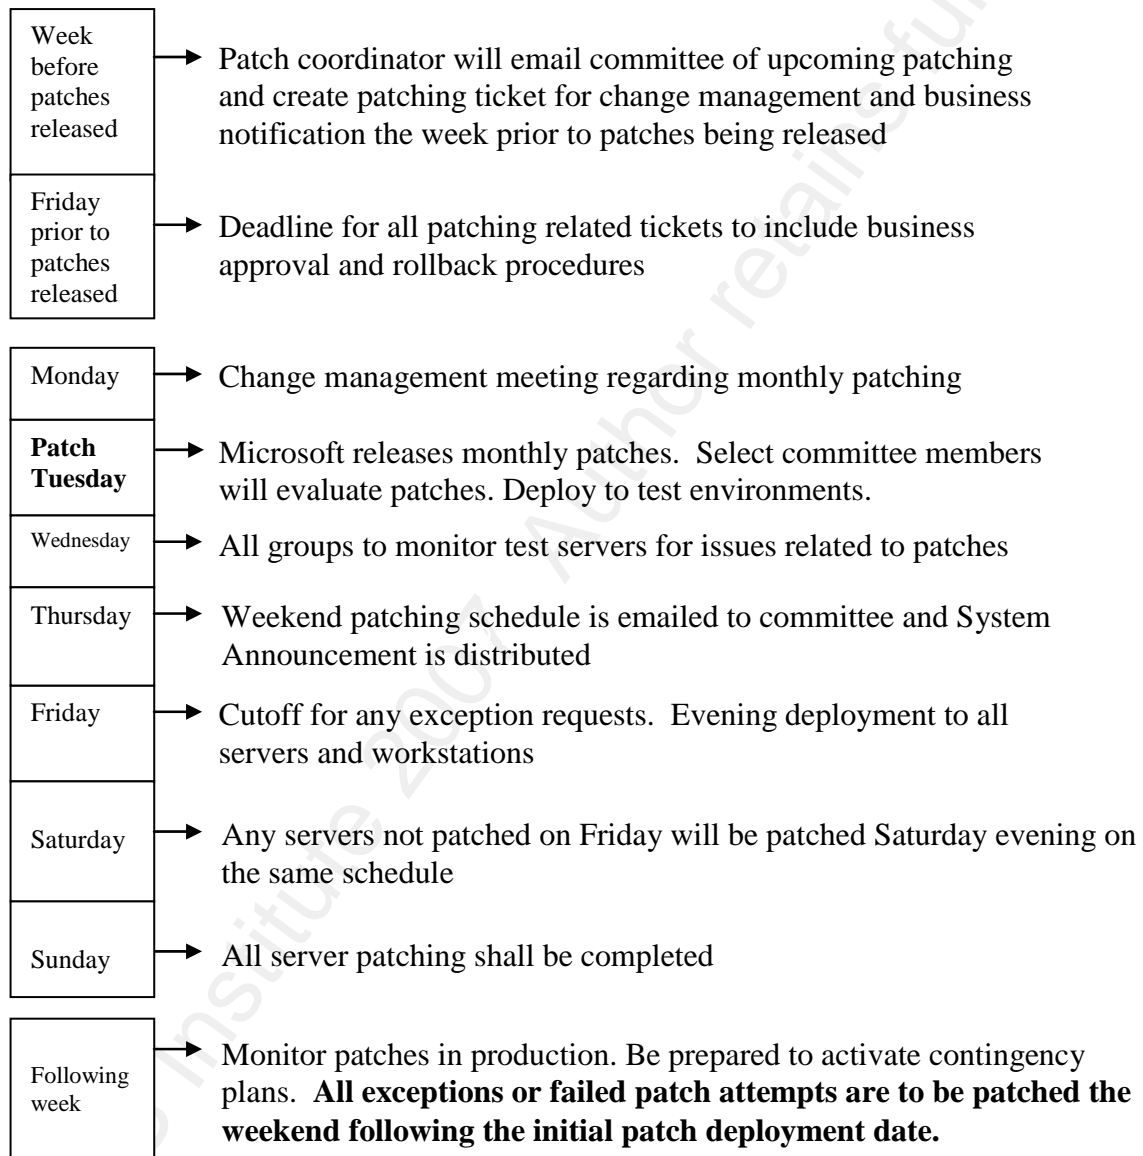 Week
before
patches
released
Patch coordinator will email committee of upcoming patching
and create patching ticket for change management and business
notification the week prior to patches being released
Friday
prior to
patches
released
Deadline for all patching related tickets to include business
approval and rollback procedures
Monday
Change management meeting regarding monthly patching
Patch
Tuesday
Microsoft releases monthly patches.  Select committee members
will evaluate patches. Deploy to test environments.
Wednesday
All groups to monitor test servers for issues related to patches
Thursday
Weekend patching schedule is emailed to committee and System
Announcement is distributed
Friday
Cutoff for any exception requests.  Evening deployment to all
servers and workstations
Saturday
Any servers not patched on Friday will be patched Saturday evening on
the same schedule
Sunday
All server patching shall be completed
Following
week
Monitor patches in production. Be prepared to activate contingency
plans.  All exceptions or failed patch attempts are to be patched the
weekend following the initial patch deployment date.
Institute 2007 Author retains